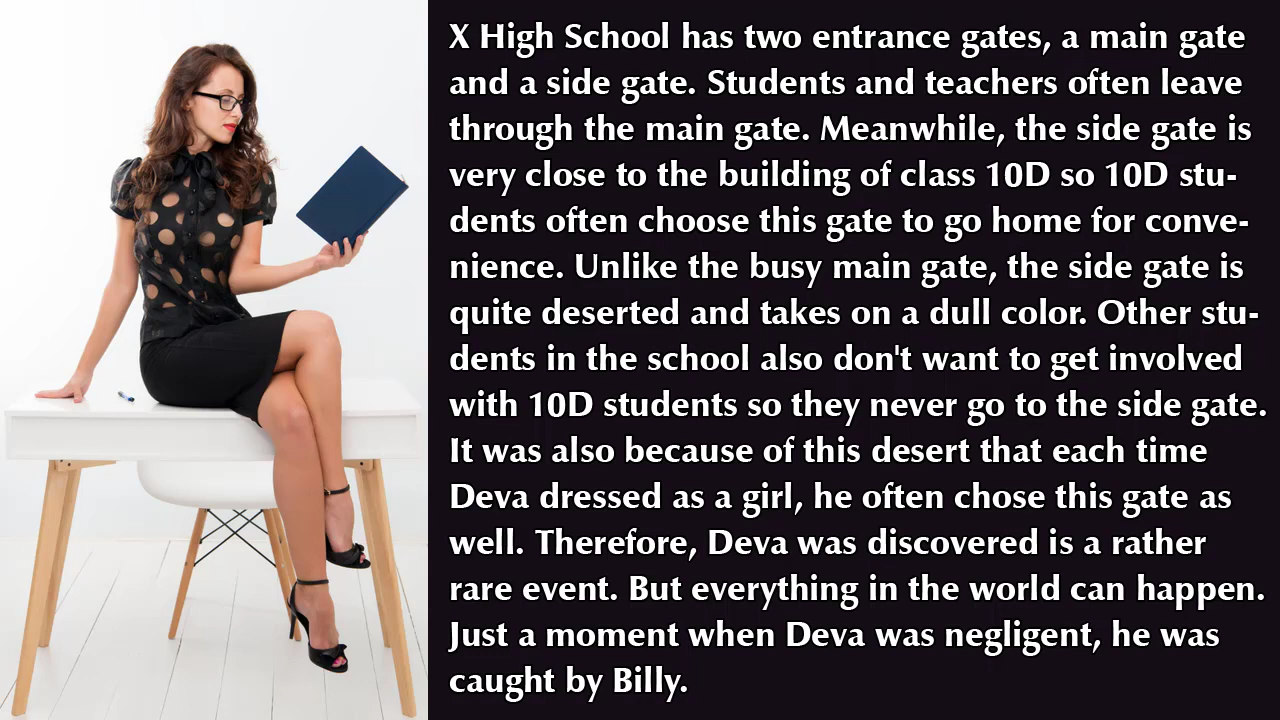 X High School has two entrance gates, a main gate
and a side gate. Students and teachers often leave
through the main gate. Meanwhile, the side gate is
very close to the building of class 10D so 10D stu-
dents often choose this gate to go home for conve-
nience. Unlike the busy main gate, the side gate is
quite deserted and takes on a dull color. Other stu-
dents in the school also don't want to get involved
with 10D students so they never go to the side gate.
It was also because of this desert that each time
Deva dressed as a girl, he often chose this gate as
well. Therefore, Deva was discovered is a rather
rare event. But everything in the world can happen.
Just a moment when Deva was negligent, he was
caught by Billy.